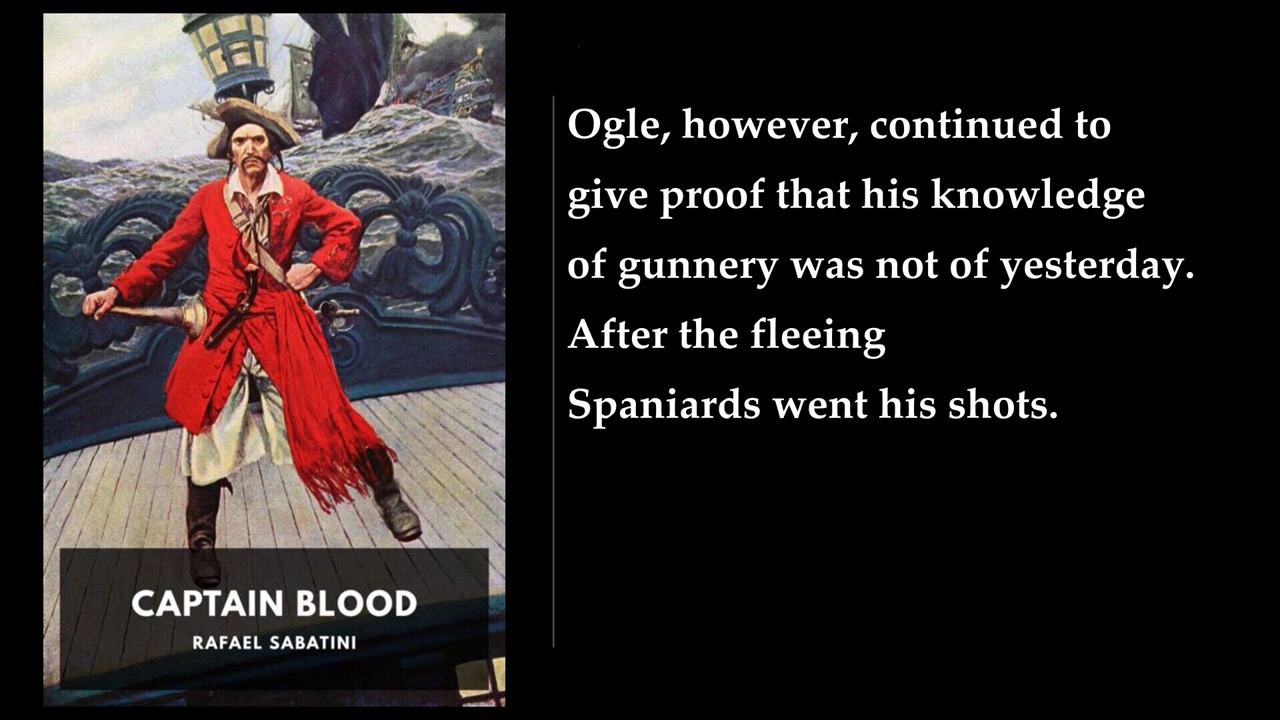 CAPTAIN BLOOD
RAFAEL SABATINI
Ogle, however, continued to
give proof that his knowledge
of gunnery was not of yesterday.
After the fleeing
Spaniards went his shots.